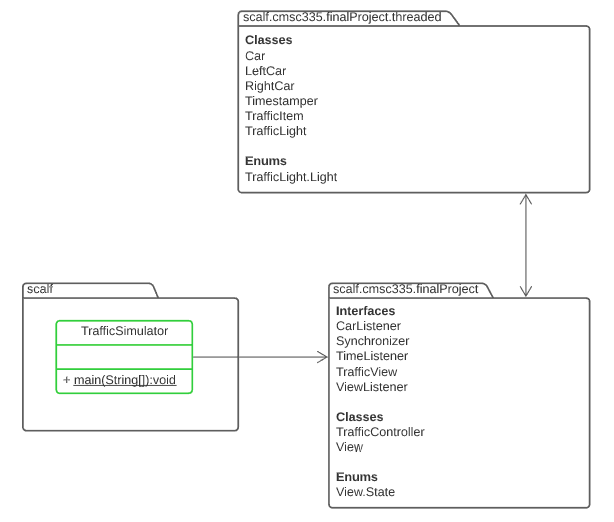 scalf.cmsc335.finalProject.threaded
Classes
Car
LeftCar
RightCar
Timestamper
TrafficItem
TrafficLight
Enums
TrafficLight.Light
scalf
TrafficSimulator
+ main(String[]):void
scalf.cmsc335.finalProject
Interfaces
CarListener
Synchronizer
TimeListener
TrafficView
ViewListener
Classes
TrafficController
View
Enums
View.State